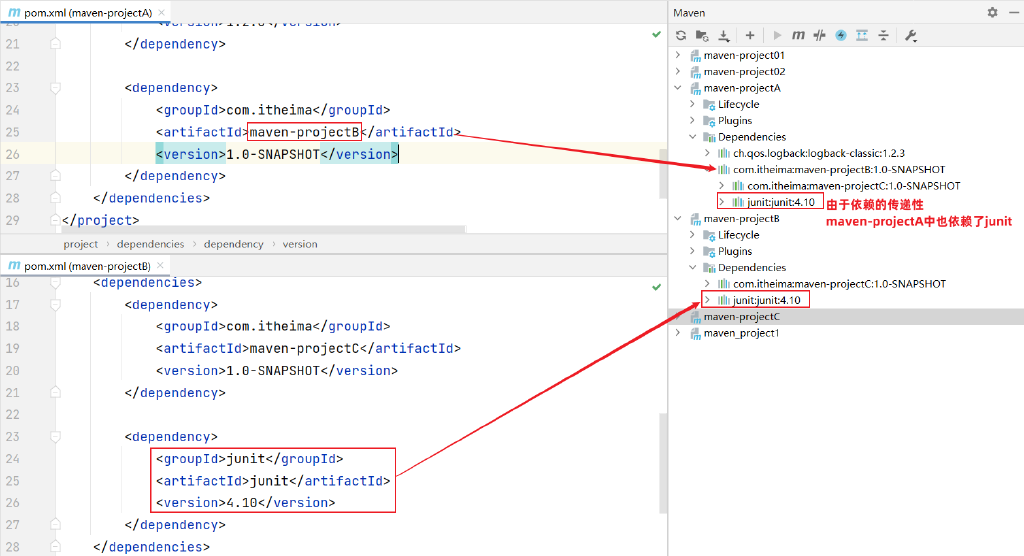 pom.xml (maven-projectA)
20 <version>1.2.3</version>
21 </dependency>
22
23 <dependency>
24 <groupId>com.itheima</groupId>
25 <artifactId>maven-projectB</artifactId>
26 <version>1.0-SNAPSHOT</version>
27 </dependency>
28 </dependencies>
29 </project>
project › dependencies › dependency › version
pom.xml (maven-projectB)
16 <dependencies>
17 <dependency>
18 <groupId>com.itheima</groupId>
19 <artifactId>maven-projectC</artifactId>
20 <version>1.0-SNAPSHOT</version>
21 </dependency>
22
23 <dependency>
24 <groupId>junit</groupId>
25 <artifactId>junit</artifactId>
26 <version>4.10</version>
27 </dependency>
28 </dependencies>
Maven
maven-project01
maven-project02
maven-projectA
Lifecycle
Plugins
Dependencies
ch.qos.logback:logback-classic:1.2.3
com.itheima:maven-projectB:1.0-SNAPSHOT
com.itheima:maven-projectC:1.0-SNAPSHOT
junit:junit:4.10 由于依赖的传递性
maven-projectB maven-projectA中也依赖了junit
Lifecycle
Plugins
Dependencies
com.itheima:maven-projectC:1.0-SNAPSHOT
junit:junit:4.10
maven-projectC
maven_project1